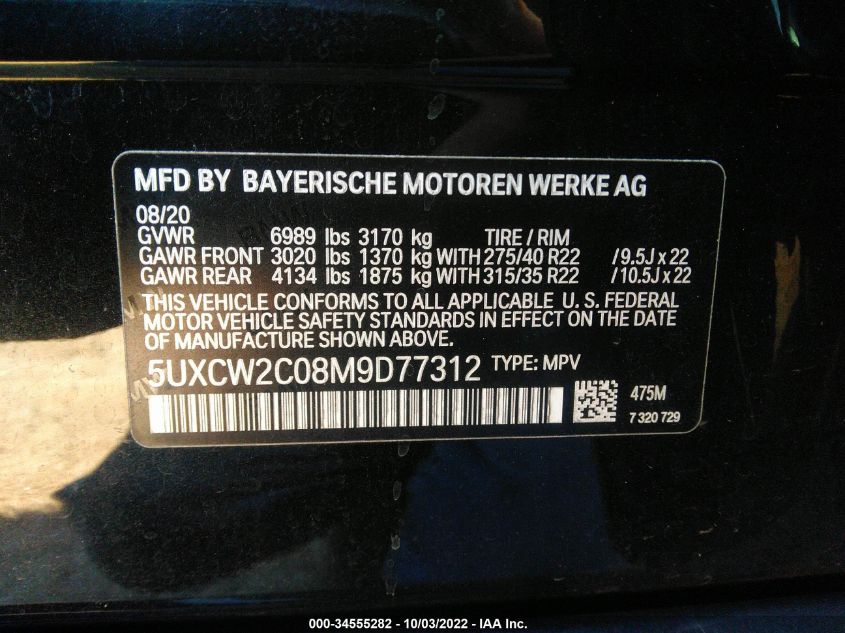 MFD BY BAYERISCHE MOTOREN WERKE AG
08/20
GVWR 6989 lbs 3170 kg TIRE / RIM
GAWR FRONT 3020 lbs 1370 kg WITH 275/40 R22 / 9.5J x 22
GAWR REAR 4134 lbs 1875 kg WITH 315/35 R22 / 10.5J x 22
THIS VEHICLE CONFORMS TO ALL APPLICABLE U. S. FEDERAL
MOTOR VEHICLE SAFETY STANDARDS IN EFFECT ON THE DATE
OF MANUFACTURE SHOWN ABOVE.
5UXCW2C08M9D77312 TYPE: MPV
475M
7 320 729
000-34555282 - 10/03/2022 - IAA Inc.